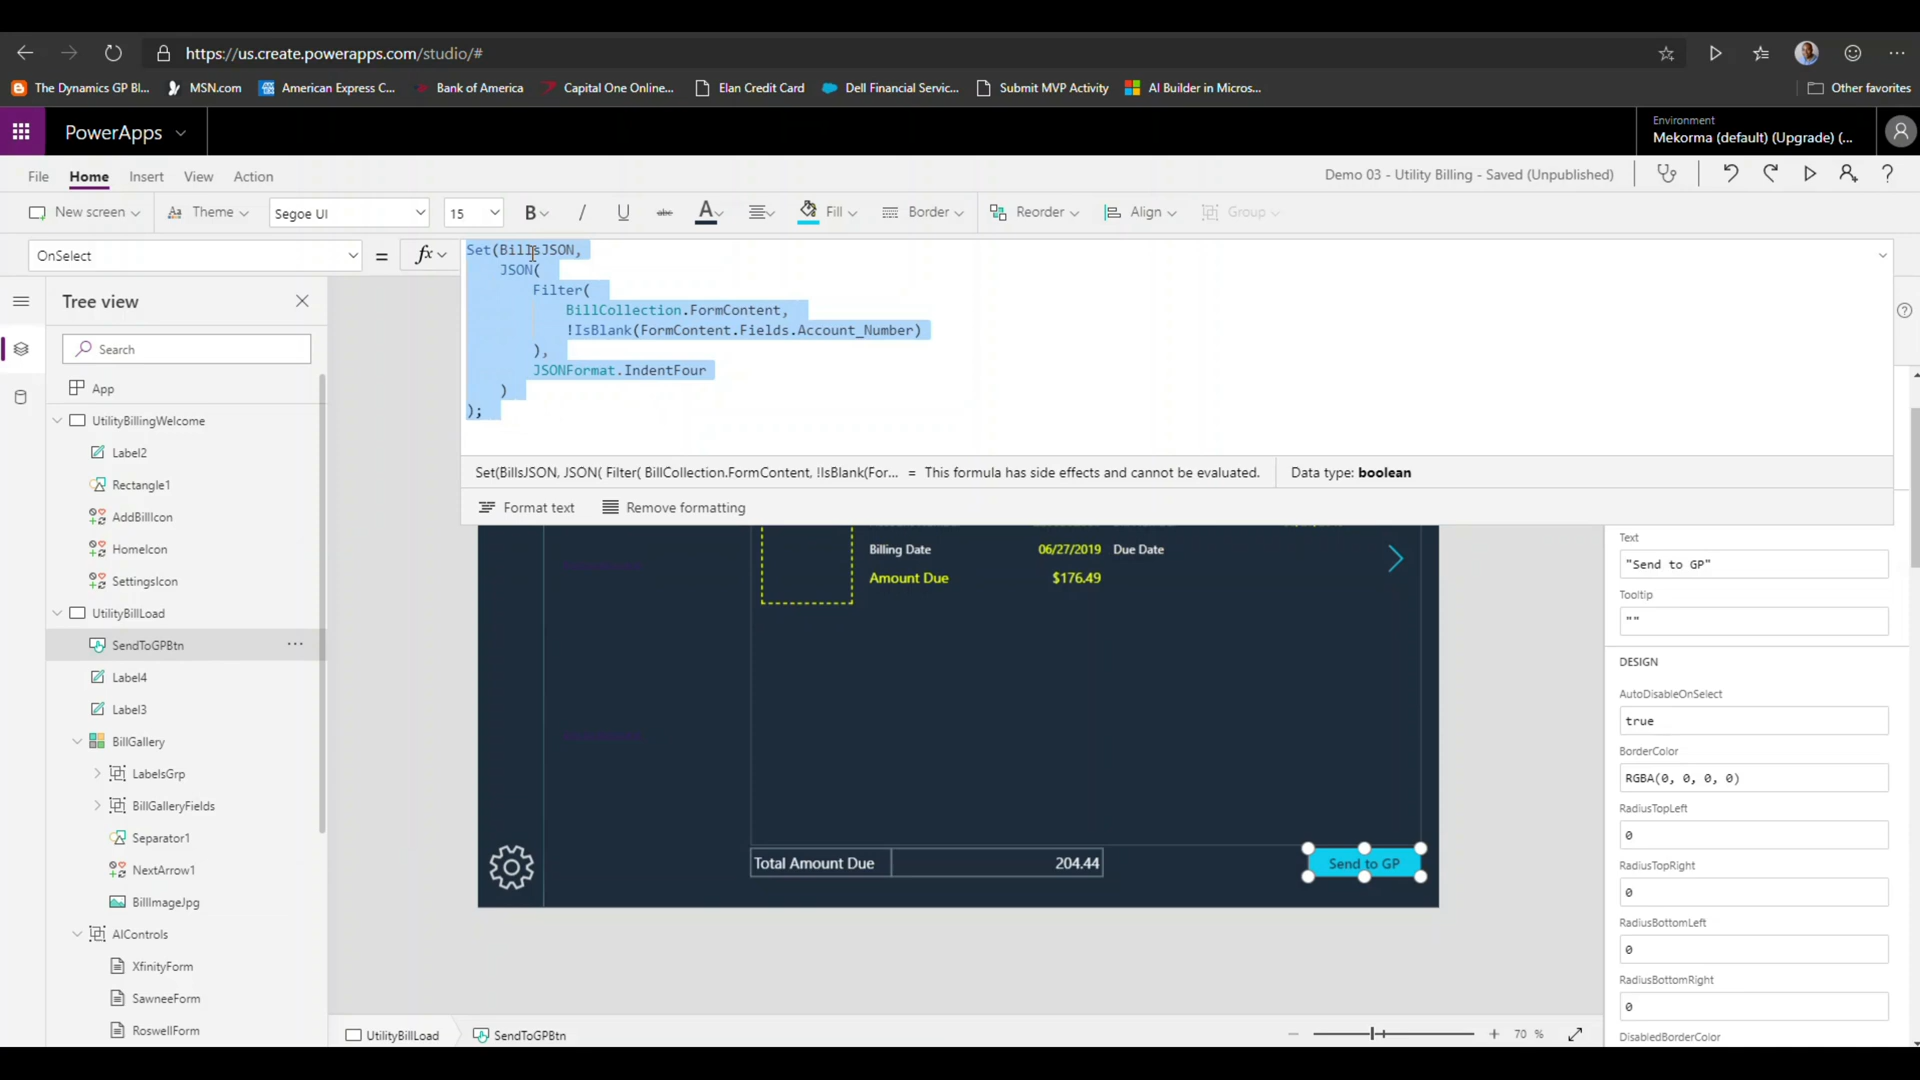 https://us.create.powerapps.com/studio/#
The Dynamics GP Bl... MSN.com American Express C... Bank of America Capital One Onlin... Elan Credit Card Dell Financial Servic... Submit MVP Activity AI Builder in Micros... Other favorites
PowerApps
Environment
Mekorma (default) (Upgrade) (...
File Home Insert View Action
Demo 03 - Utility Billing - Saved (Unpublished)
New screen Theme Segoe UI 15 B / U abc A Fill Border Reorder Align Group
OnSelect = fx
Set(BillsJSON,
JSON(
Filter(
BillCollection.FormContent,
!IsBlank(FormContent.Fields.Account_Number)
),
JSONFormat.IndentFour
)
);
Set(BillsJSON, JSON( Filter( BillCollection.FormContent, !IsBlank(For... = This formula has side effects and cannot be evaluated. Data type: boolean
Format text Remove formatting
Tree view
Search
App
UtilityBillingWelcome
Label2
Rectangle1
AddBillIcon
HomeIcon
SettingsIcon
UtilityBillLoad
SendToGPBtn ...
Label4
Label3
BillGallery
LabelsGrp
BillGalleryFields
Separator1
NextArrow1
BillImageJpg
AIControls
XfinityForm
SawneeForm
RoswellForm
Billing Date 06/27/2019 Due Date
Amount Due $176.49
Total Amount Due 204.44
Send to GP
Text
"Send to GP"
Tooltip
""
DESIGN
AutoDisableOnSelect
true
BorderColor
RGBA(0, 0, 0, 0)
RadiusTopLeft
0
RadiusTopRight
0
RadiusBottomLeft
0
RadiusBottomRight
0
DisabledBorderColor
UtilityBillLoad SendToGPBtn
70 %